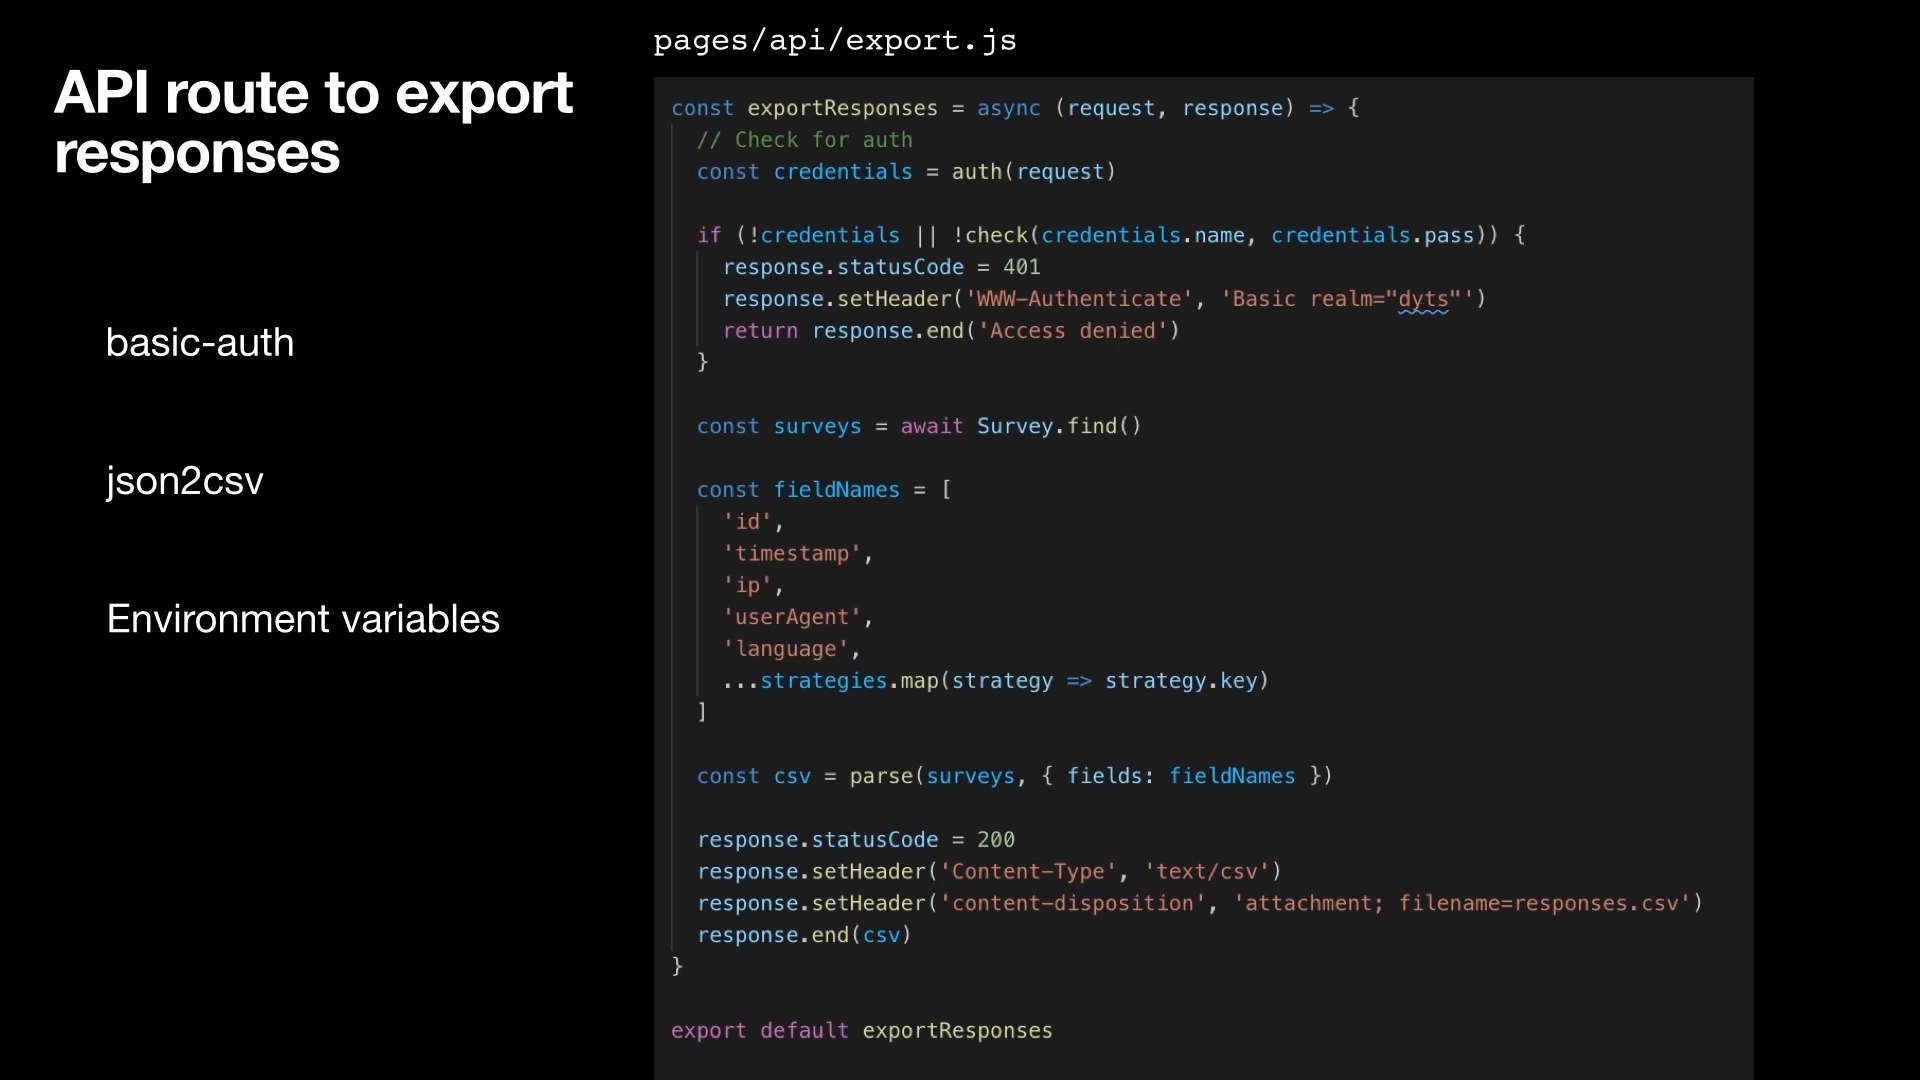 API route to export
responses
basic-auth
json2csv
Environment variables
pages/api/export.js
const exportResponses = async (request, response) => {
  // Check for auth
  const credentials = auth(request)

  if (!credentials || !check(credentials.name, credentials.pass)) {
    response.statusCode = 401
    response.setHeader('WWW-Authenticate', 'Basic realm="dyts"')
    return response.end('Access denied')
  }

  const surveys = await Survey.find()

  const fieldNames = [
    'id',
    'timestamp',
    'ip',
    'userAgent',
    'language',
    ...strategies.map(strategy => strategy.key)
  ]

  const csv = parse(surveys, { fields: fieldNames })

  response.statusCode = 200
  response.setHeader('Content-Type', 'text/csv')
  response.setHeader('content-disposition', 'attachment; filename=responses.csv')
  response.end(csv)
}

export default exportResponses